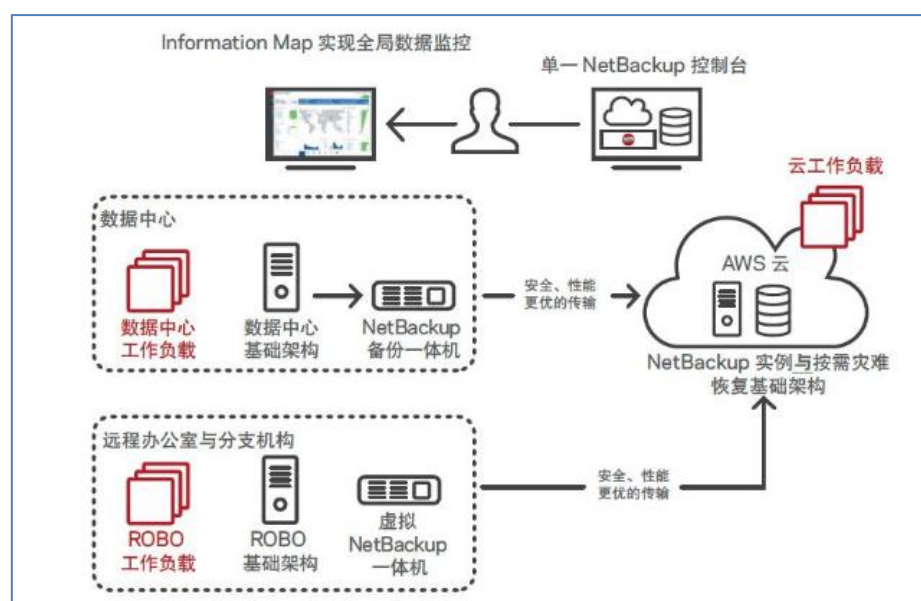 Information Map 实现全局数据监控
单一 NetBackup 控制台
云工作负载
数据中心
AWS 云
安全、性能
更优的传输
数据中心
工作负载
数据中心
基础架构
NetBackup
备份一体机
NetBackup 实例与按需灾难
恢复基础架构
远程办公室与分支机构
安全、性能
更优的传输
ROBO
工作负载
ROBO
基础架构
虚拟
NetBackup
一体机